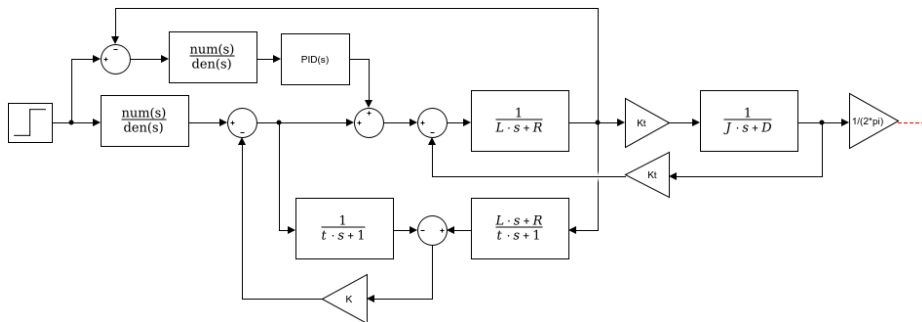 num(s)
den(s)
PID(s)
num(s)
den(s)
1
L · s + R
Kt
1
J · s + D
1/(2*pi)
Kt
1
t · s + 1
L · s + R
t · s + 1
K